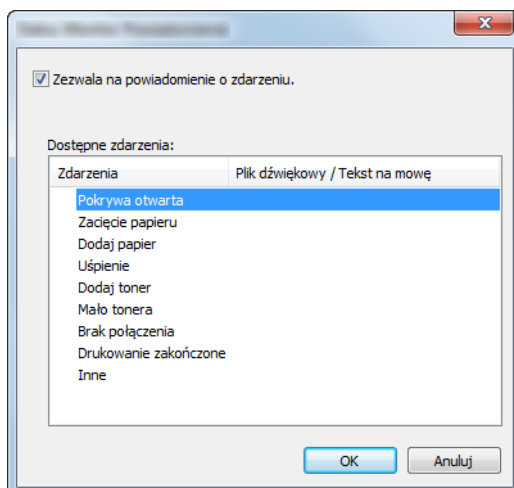 Zezwala na powiadomienie o zdarzeniu.
Dostępne zdarzenia:
Zdarzenia Plik dźwiękowy / Tekst na mowę
Pokrywa otwarta
Zacięcie papieru
Dodaj papier
Uśpienie
Dodaj toner
Mało tonera
Brak połączenia
Drukowanie zakończone
Inne
OK Anuluj